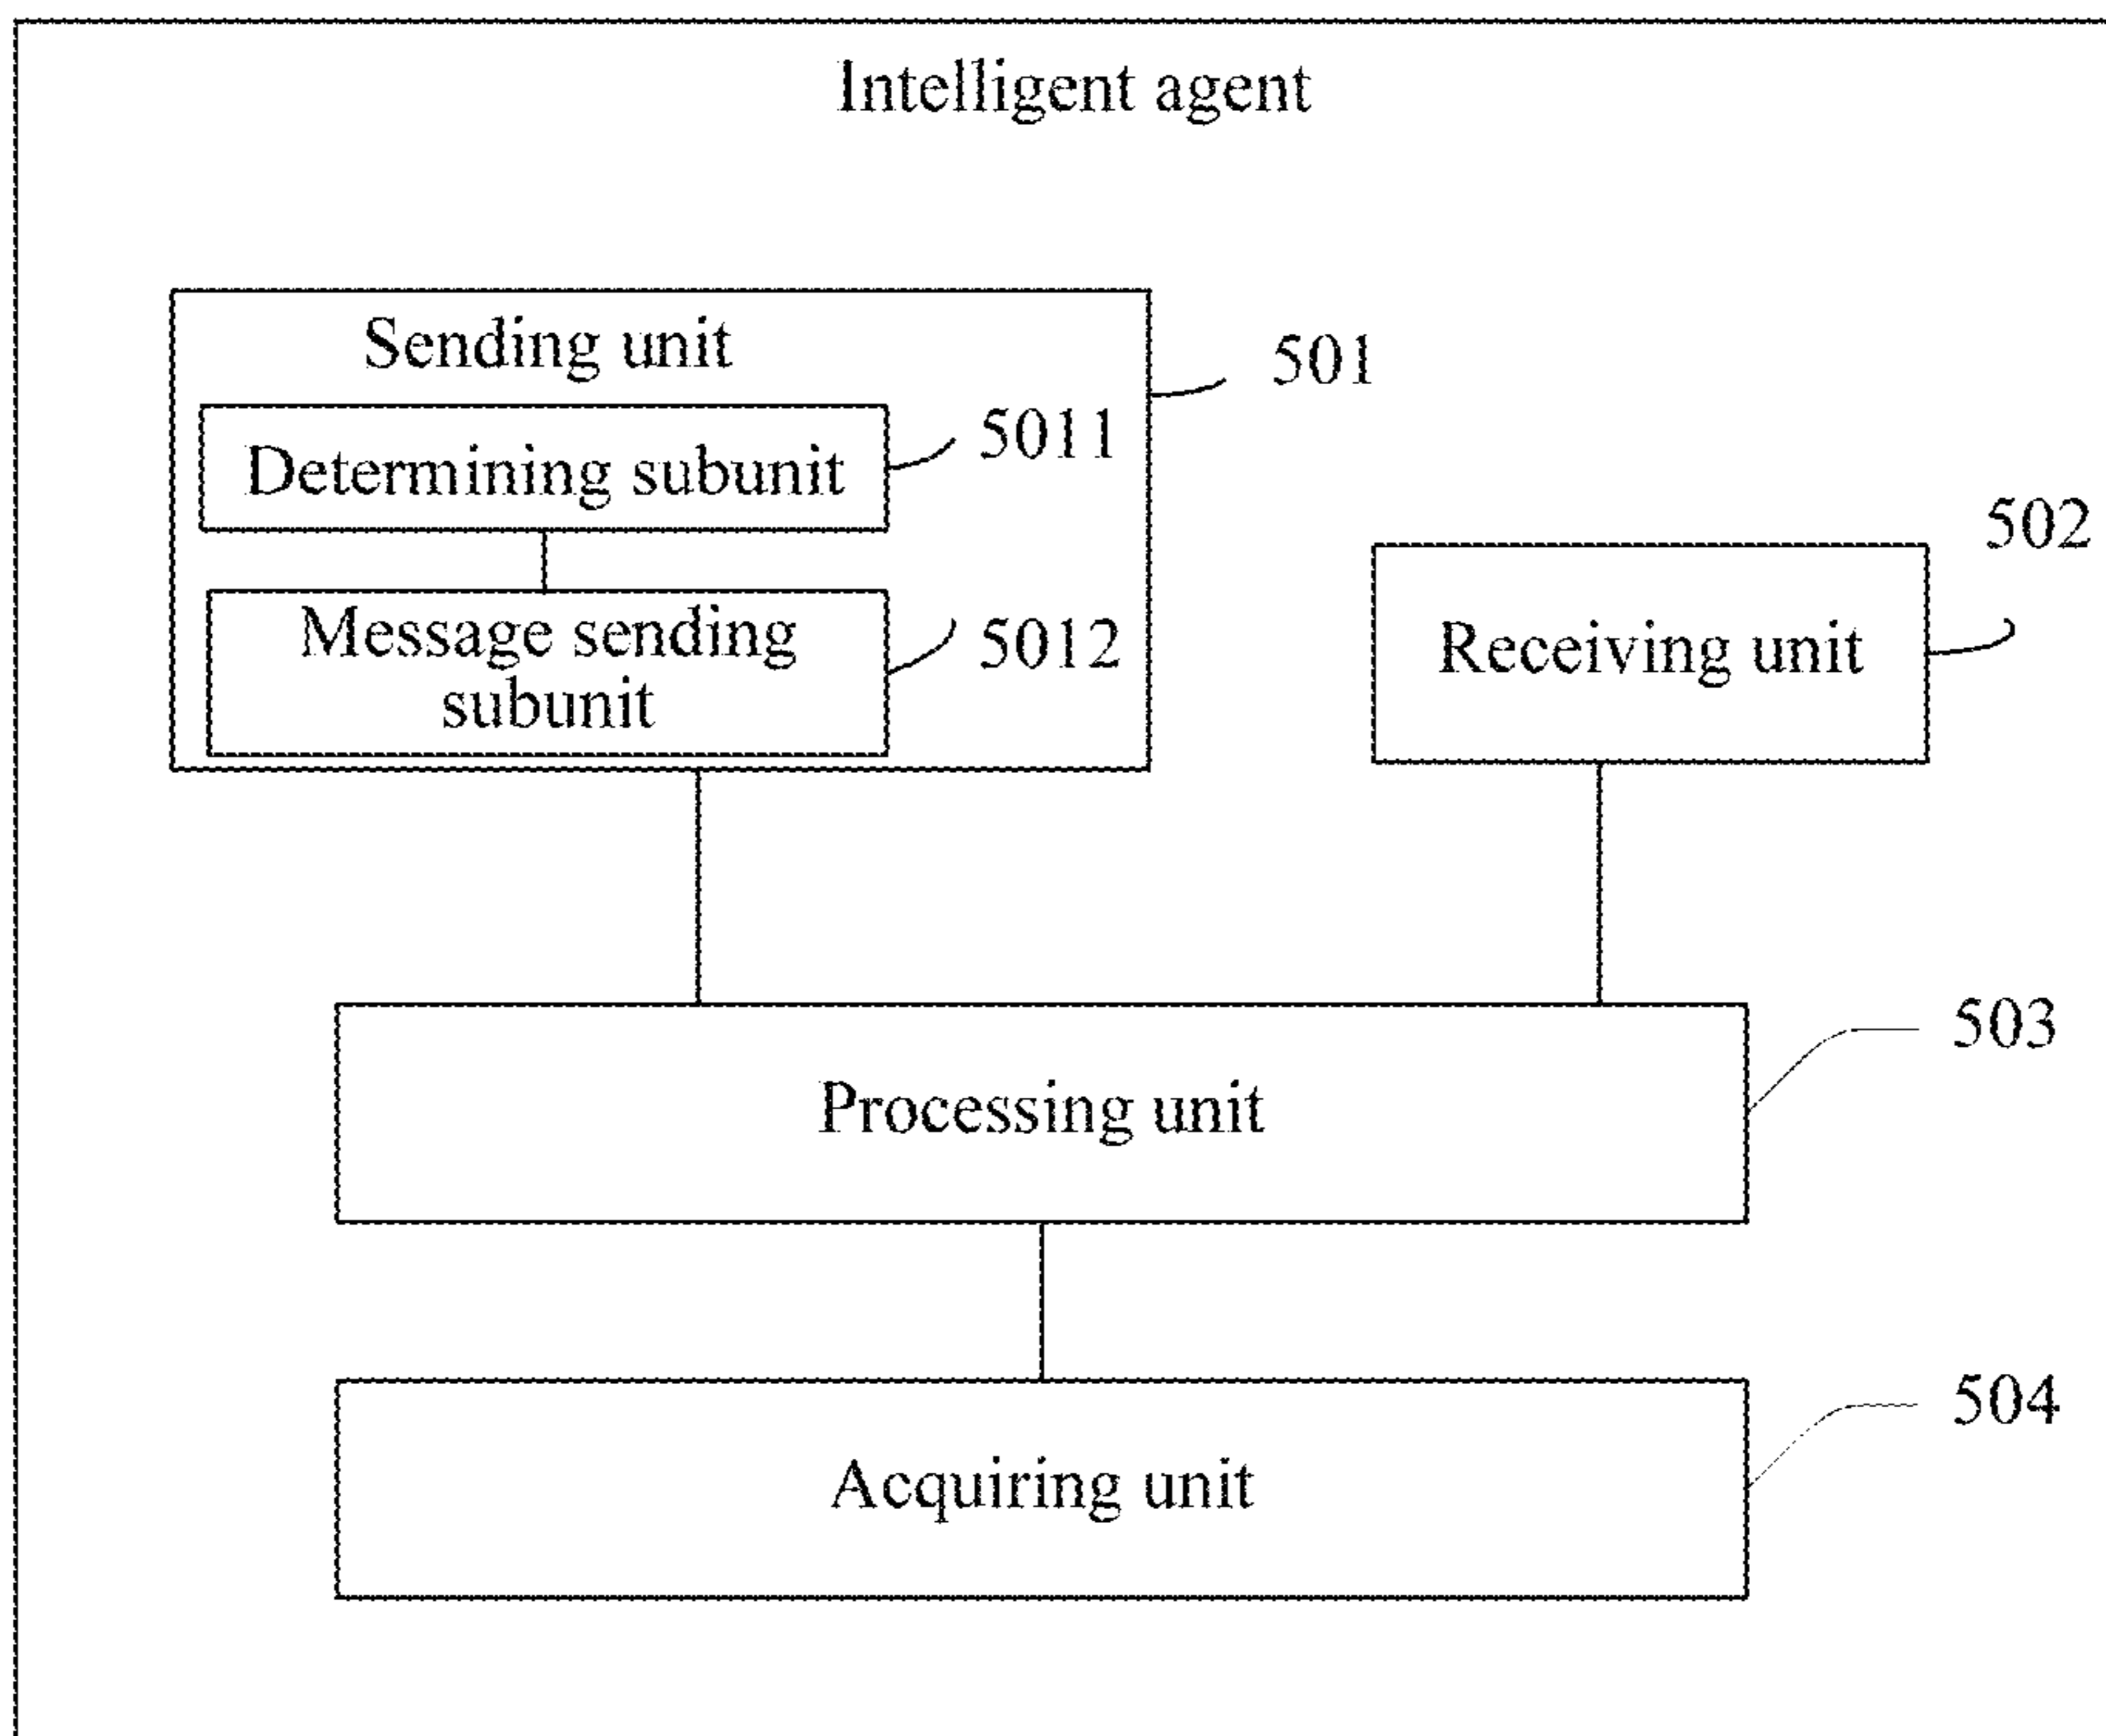 Intelligent agent
Sending unit
501
Determining subunit
5011
Message sending
subunit
5012
502
Receiving unit
503
Processing unit
504
Acquiring unit